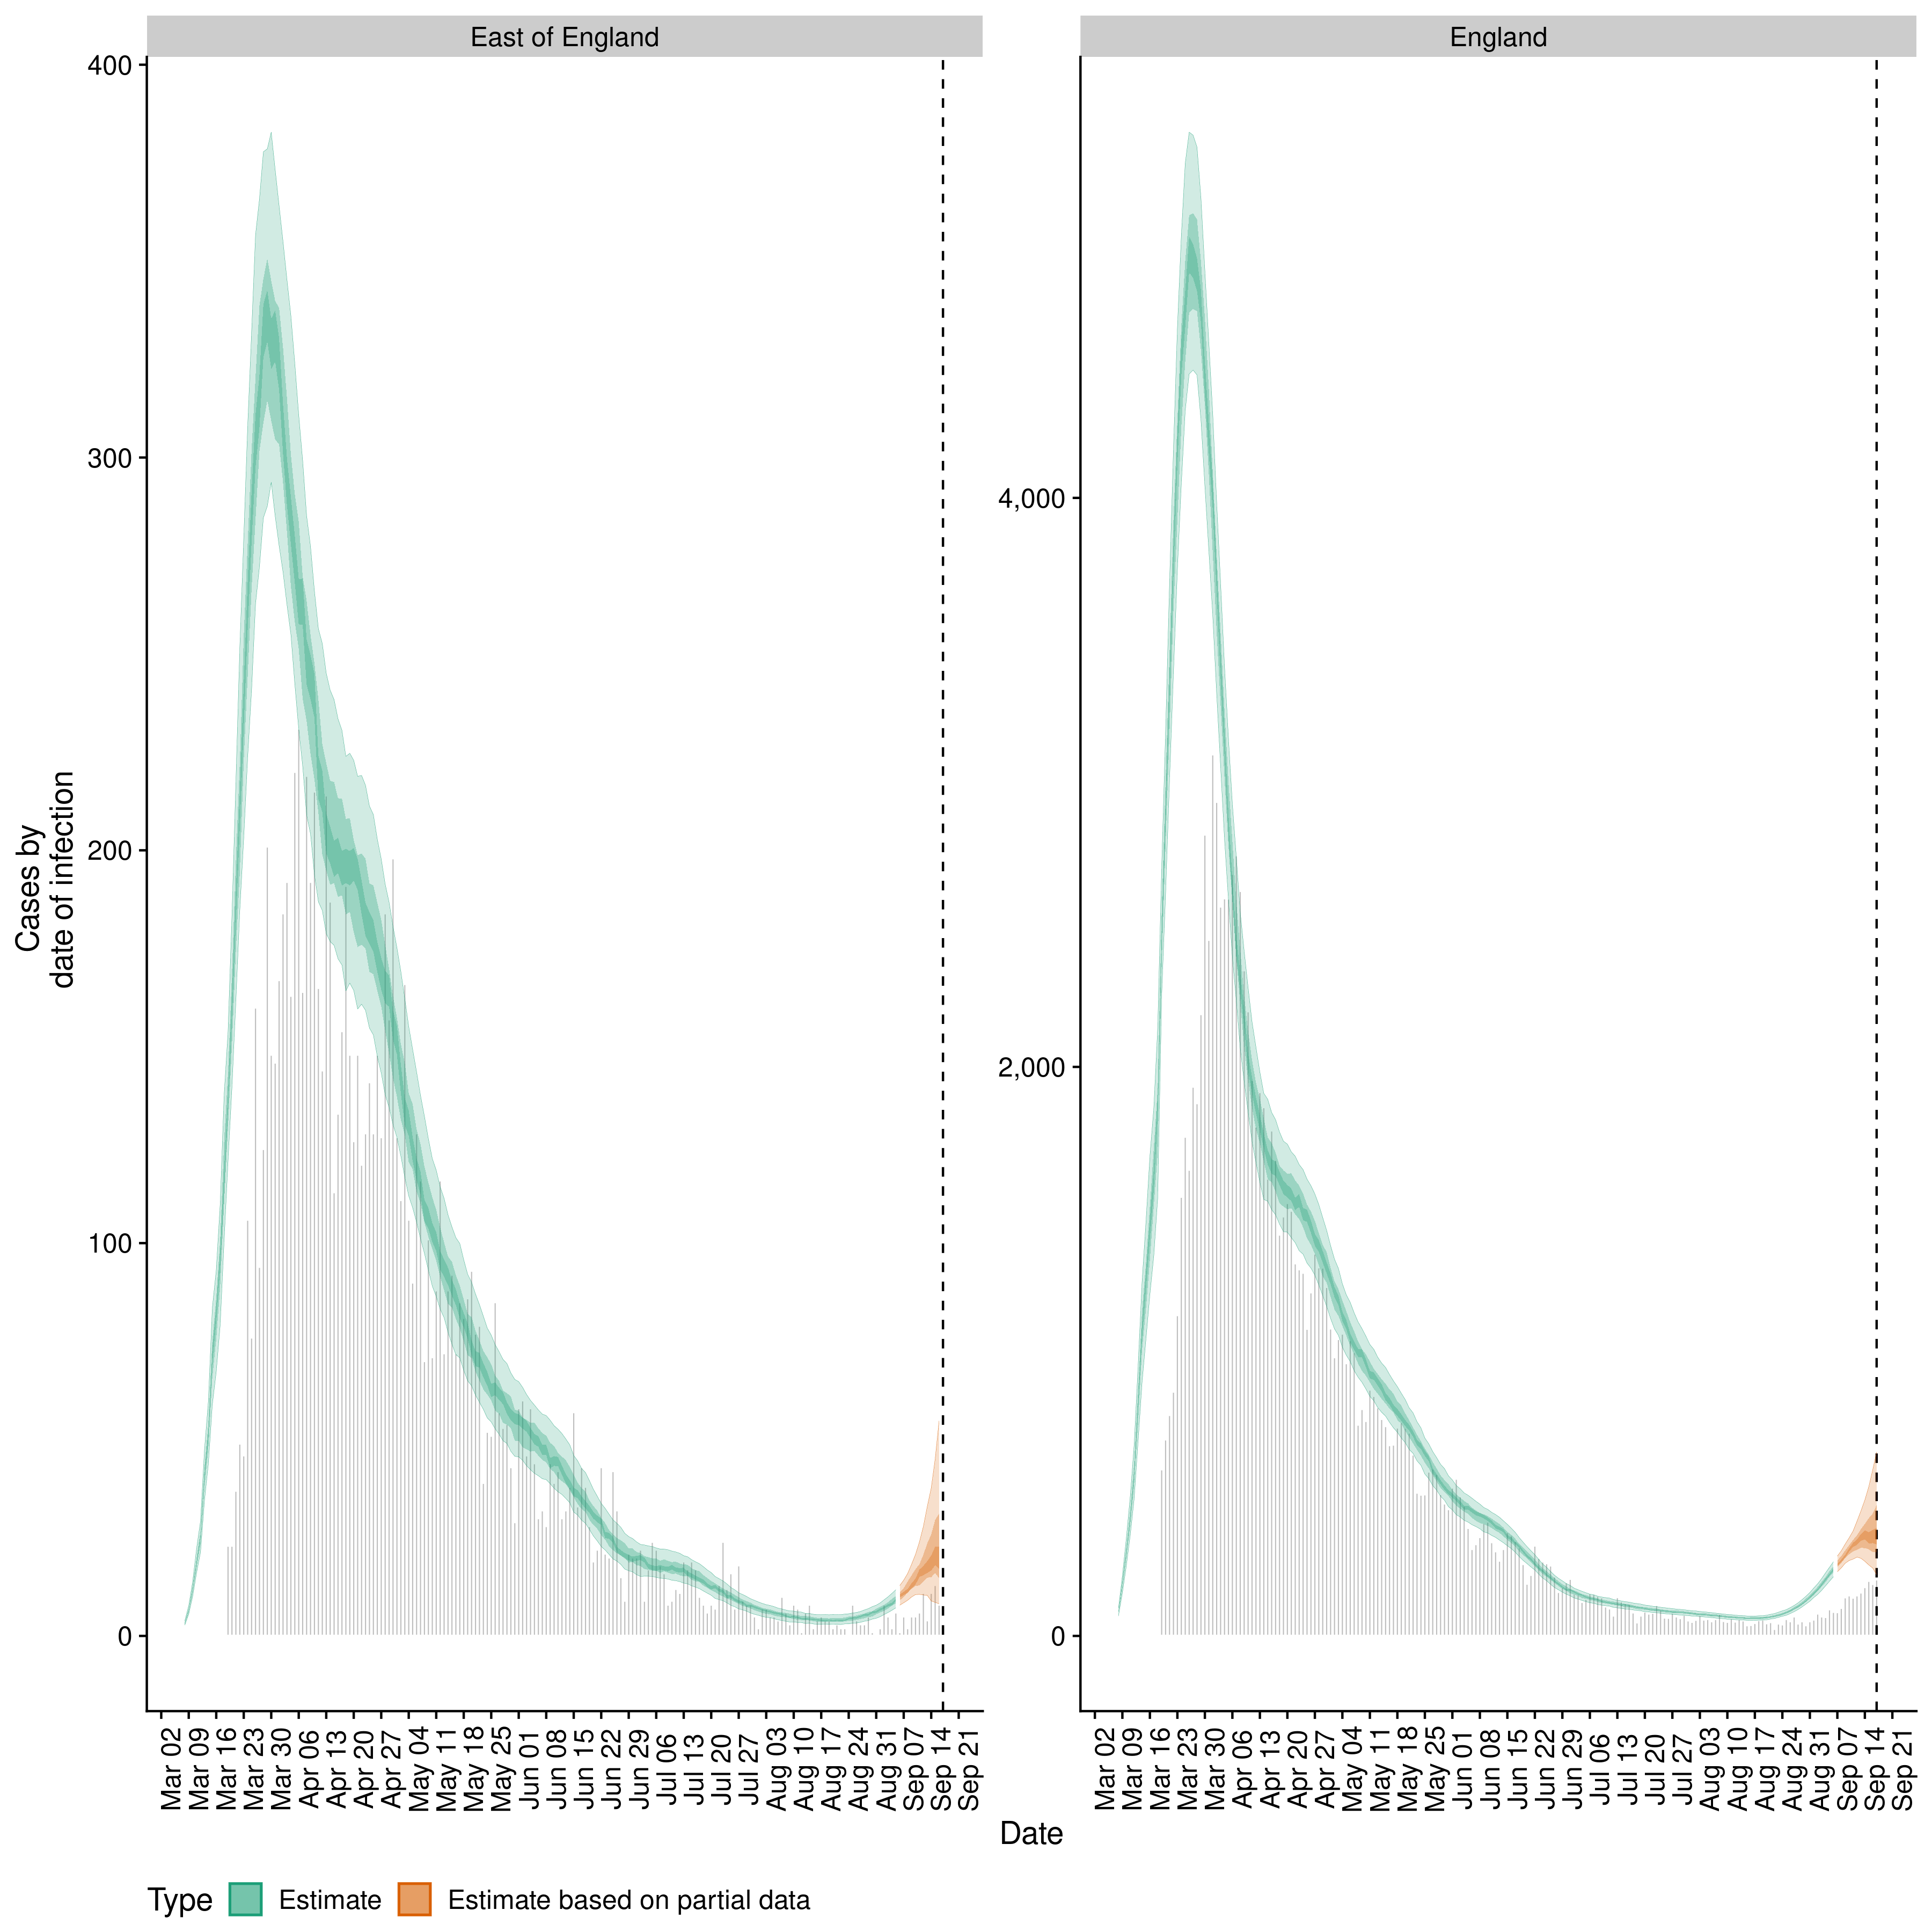 East of England
England
Cases by
date of infection
400
300
200
100
0
4,000
2,000
0
Mar 02
Mar 09
Mar 16
Mar 23
Mar 30
Apr 06
Apr 13
Apr 20
Apr 27
May 04
May 11
May 18
May 25
Jun 01
Jun 08
Jun 15
Jun 22
Jun 29
Jul 06
Jul 13
Jul 20
Jul 27
Aug 03
Aug 10
Aug 17
Aug 24
Aug 31
Sep 07
Sep 14
Sep 21
Mar 02
Mar 09
Mar 16
Mar 23
Mar 30
Apr 06
Apr 13
Apr 20
Apr 27
May 04
May 11
May 18
May 25
Jun 01
Jun 08
Jun 15
Jun 22
Jun 29
Jul 06
Jul 13
Jul 20
Jul 27
Aug 03
Aug 10
Aug 17
Aug 24
Aug 31
Sep 07
Sep 14
Sep 21
Date
Type Estimate Estimate based on partial data